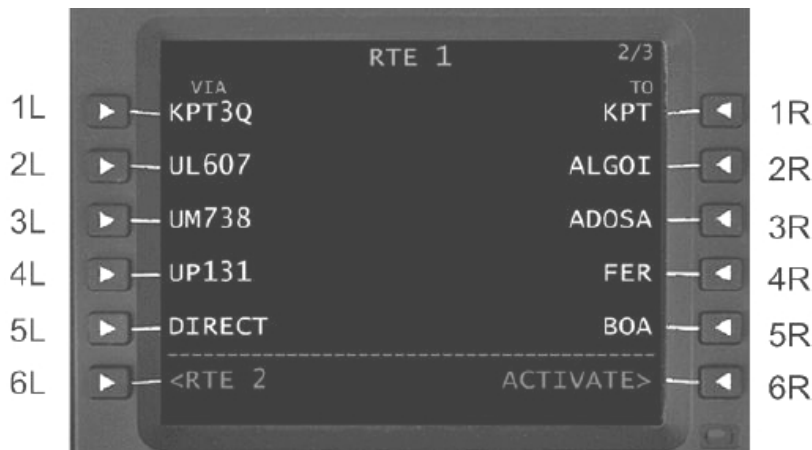 RTE 1 2/3
VIA TO
1L KPT3Q KPT 1R
2L UL607 ALGOI 2R
3L UM738 ADOSA 3R
4L UP131 FER 4R
5L DIRECT BOA 5R
6L <RTE 2 ACTIVATE> 6R